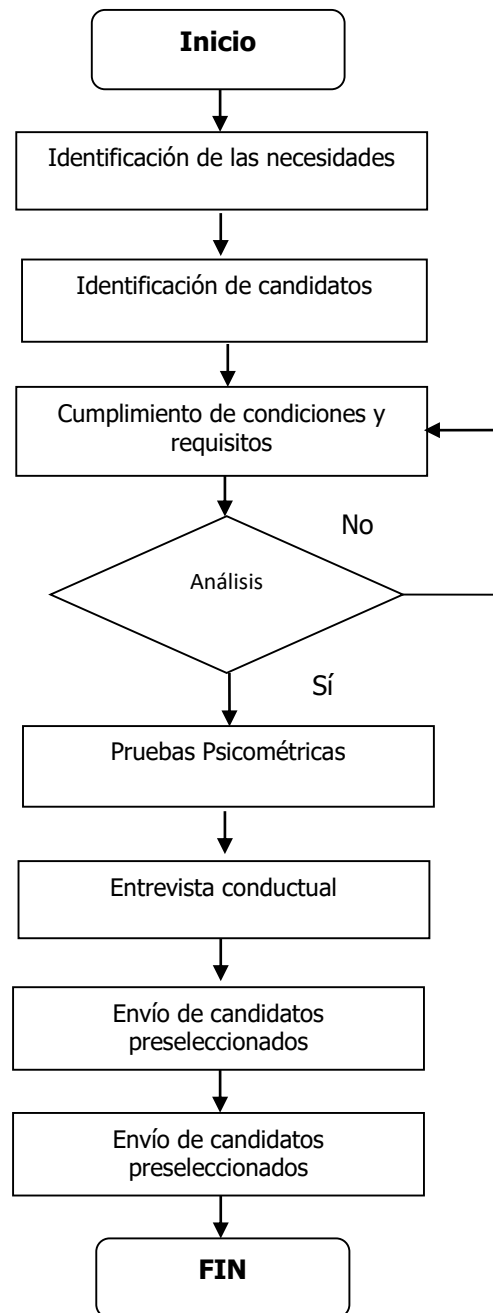 Inicio
Identificación de las necesidades
Identificación de candidatos
Cumplimiento de condiciones y
requisitos
No
Análisis
Sí
Pruebas Psicométricas
Entrevista conductual
Envío de candidatos
preseleccionados
Envío de candidatos
preseleccionados
FIN